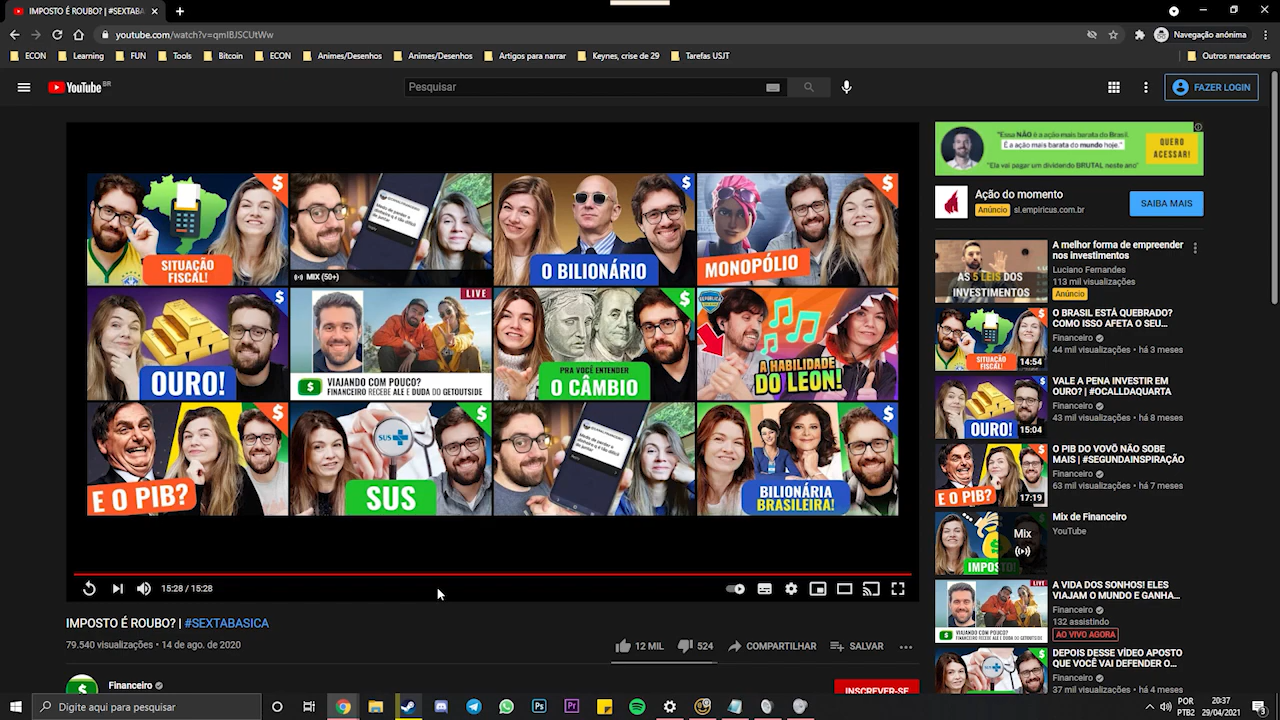 IMPOSTO É ROUBO? | #SEXTABA
youtube.com/watch?v=qmIBJSCUtWw
Navegação anônima
ECON
Learning
FUN
Tools
Bitcoin
ECON
Animes/Desenhos
Animes/Desenhos
Artigos para narrar
Keynes, crise de 29
Tarefas USJT
Outros marcadores
YouTube BR
Pesquisar
FAZER LOGIN
SITUAÇÃO
FISCAL!
MIX (50+)
$
O BILIONÁRIO
$
MONOPÓLIO
$
OURO!
$
LIVE
VIAJANDO COM POUCO?
FINANCEIRO RECEBE ALE E DUDA DO GETOUTSIDE
PRA VOCÊ ENTENDER
O CÂMBIO
$
A HABILIDADE
DO LEON!
E O PIB?
$
SUS
SUS
$
BILIONÁRIA
BRASILEIRA!
$
15:28 / 15:28
IMPOSTO É ROUBO? | #SEXTABASICA
79.540 visualizações • 14 de ago. de 2020
12 MIL
524
COMPARTILHAR
SALVAR
Financeiro
INSCREVER-SE
"Essa NÃO é a ação mais barata do Brasil.
É a ação mais barata do mundo hoje."
"Ela vai pagar um dividendo BRUTAL neste ano"
QUERO
ACESSAR!
Ação do momento
Anúncio sl.empiricus.com.br
SAIBA MAIS
AS 5 LEIS DOS
INVESTIMENTOS
A melhor forma de empreender
nos investimentos
Luciano Fernandes
113 mil visualizações
Anúncio
SITUAÇÃO
FISCAL!
14:54
O BRASIL ESTÁ QUEBRADO?
COMO ISSO AFETA O SEU...
Financeiro
44 mil visualizações • há 3 meses
OURO!
15:04
VALE A PENA INVESTIR EM
OURO? | #OCALLDAQUARTA
Financeiro
43 mil visualizações • há 8 meses
E O PIB?
17:19
O PIB DO VOVÔ NÃO SOBE
MAIS | #SEGUNDAINSPIRAÇÃO
Financeiro
63 mil visualizações • há 7 meses
IMPOSTO!
Mix
Mix de Financeiro
YouTube
VIAJANDO COM POUCO?
A VIDA DOS SONHOS! ELES
VIAJAM O MUNDO E GANHA...
Financeiro
132 assistindo
AO VIVO AGORA
DEPOIS DESSE VÍDEO APOSTO
QUE VOCÊ VAI DEFENDER O...
Financeiro
37 mil visualizações • há 4 meses
Digite aqui para pesquisar
POR
PTB2
20:37
29/04/2021